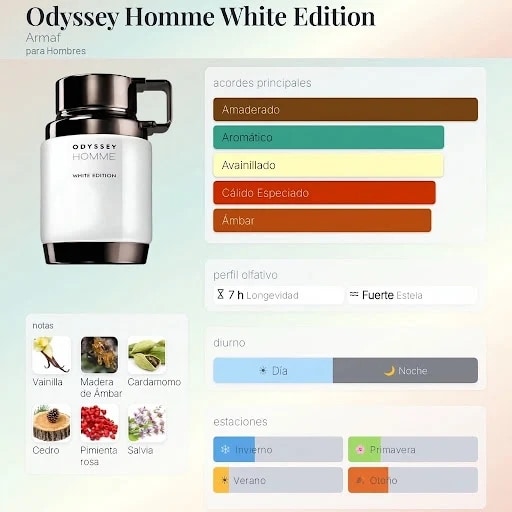 Odyssey Homme White Edition
Armaf
para Hombres
ODYSSEY
HOMME
WHITE EDITION
acordes principales
Amaderado
Aromático
Avainillado
Cálido Especiado
Ámbar
perfil olfativo
7 h Longevidad
Fuerte Estela
notas
Vainilla
Madera de Ámbar
Cardamomo
Cedro
Pimienta rosa
Salvia
diurno
Día
Noche
estaciones
Invierno
Primavera
Verano
Otoño